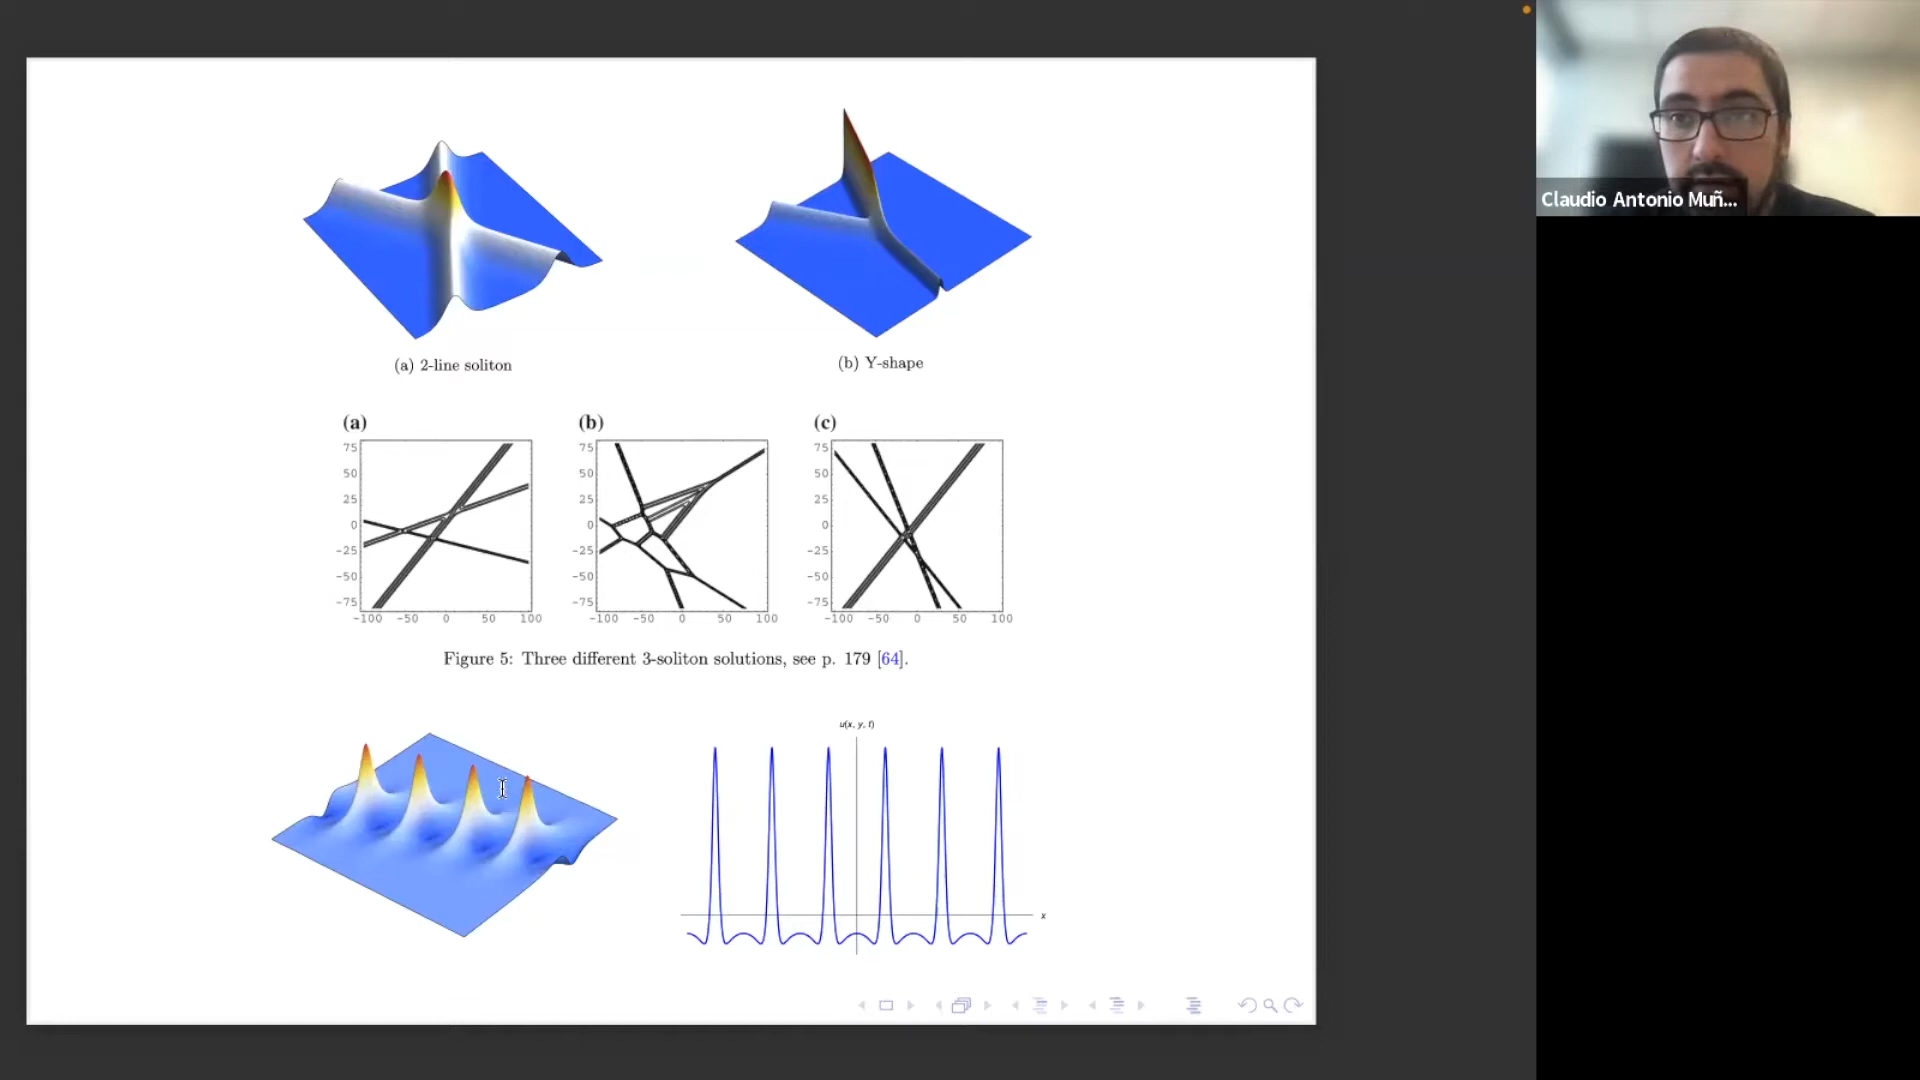 Claudio Antonio Muñ...
(a) 2-line soliton
(b) Y-shape
(a)
(b)
(c)
75
50
25
0
−25
−50
−75
−100 −50 0 50 100
75
50
25
0
−25
−50
−75
−100 −50 0 50 100
75
50
25
0
−25
−50
−75
−100 −50 0 50 100
Figure 5: Three different 3-soliton solutions, see p. 179 [64].
u(x, y, t)
x